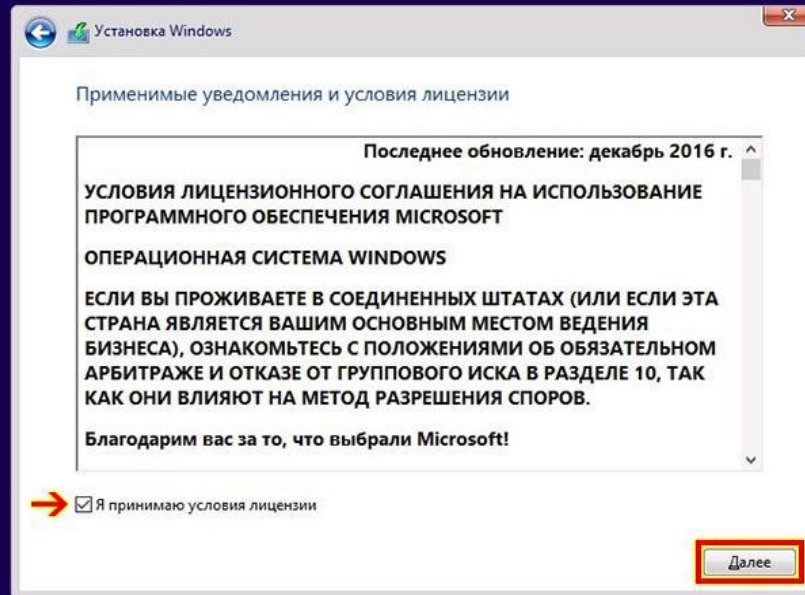 Установка Windows
Применимые уведомления и условия лицензии
Последнее обновление: декабрь 2016 г.
УСЛОВИЯ ЛИЦЕНЗИОННОГО СОГЛАШЕНИЯ НА ИСПОЛЬЗОВАНИЕ
ПРОГРАММНОГО ОБЕСПЕЧЕНИЯ MICROSOFT
ОПЕРАЦИОННАЯ СИСТЕМА WINDOWS
ЕСЛИ ВЫ ПРОЖИВАЕТЕ В СОЕДИНЕННЫХ ШТАТАХ (ИЛИ ЕСЛИ ЭТА
СТРАНА ЯВЛЯЕТСЯ ВАШИМ ОСНОВНЫМ МЕСТОМ ВЕДЕНИЯ
БИЗНЕСА), ОЗНАКОМЬТЕСЬ С ПОЛОЖЕНИЯМИ ОБ ОБЯЗАТЕЛЬНОМ
АРБИТРАЖЕ И ОТКАЗЕ ОТ ГРУППОВОГО ИСКА В РАЗДЕЛЕ 10, ТАК
КАК ОНИ ВЛИЯЮТ НА МЕТОД РАЗРЕШЕНИЯ СПОРОВ.
Благодарим вас за то, что выбрали Microsoft!
Я принимаю условия лицензии
Далее